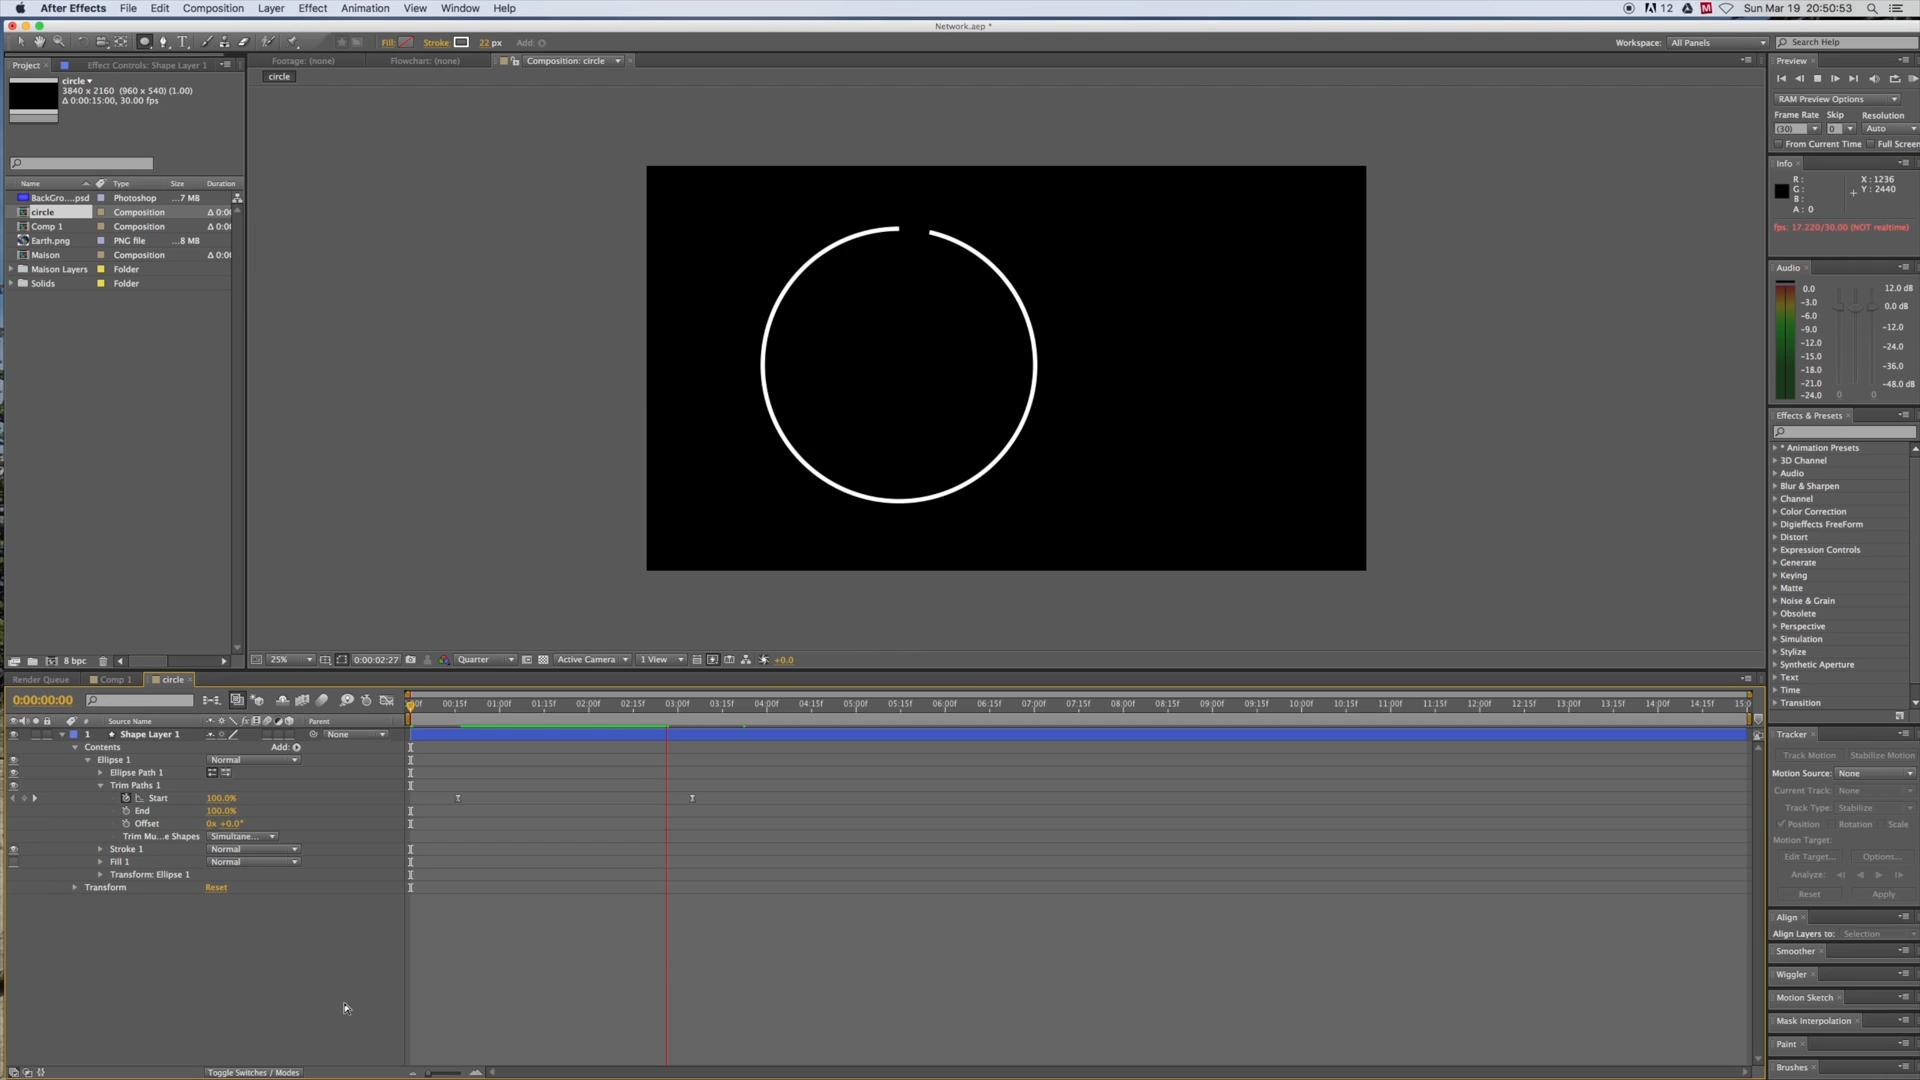 After Effects File Edit Composition Layer Effect Animation View Window Help 12 Sun Mar 19 20:50:53
Network.aep *
Fill: Stroke: 22 px Add: Workspace: All Panels Search Help
Project × Effect Controls: Shape Layer 1 Footage: (none) Flowchart: (none) Composition: circle Preview
circle
circle
3840 x 2160 (960 x 540) (1.00)
Δ 0:00:15:00, 30.00 fps
RAM Preview Options
Frame Rate Skip Resolution
(30) 0 Auto
From Current Time Full Screen
Info
R: X : 1236
G: Y : 2440
B:
A: 0
fps: 17.220/30.00 (NOT realtime)
Name Type Size Duration
BackGro....psd Photoshop ...7 MB
circle Composition Δ 0:00
Comp 1 Composition Δ 0:00
Earth.png PNG file ...8 MB
Maison Composition Δ 0:00
Maison Layers Folder
Solids Folder
Audio
0.0 12.0 dB
-3.0
-6.0 0.0 dB
-9.0 -12.0
-12.0
-15.0 -24.0
-18.0 -36.0
-21.0 -48.0 dB
-24.0 0 0
Effects & Presets
* Animation Presets
3D Channel
Audio
Blur & Sharpen
Channel
Color Correction
Digieffects FreeForm
Distort
Expression Controls
Generate
Keying
Matte
Noise & Grain
Obsolete
Perspective
Simulation
Stylize
Synthetic Aperture
Text
Time
Transition
8 bpc 25% 0:00:02:27 Quarter Active Camera 1 View +0.0
Render Queue Comp 1 circle ×
0:00:00:00 00f 00:15f 01:00f 01:15f 02:00f 02:15f 03:00f 03:15f 04:00f 04:15f 05:00f 05:15f 06:00f 06:15f 07:00f 07:15f 08:00f 08:15f 09:00f 09:15f 10:00f 10:15f 11:00f 11:15f 12:00f 12:15f 13:00f 13:15f 14:00f 14:15f 15:0
# Source Name Parent
1 Shape Layer 1 None
Contents Add:
Ellipse 1 Normal
Ellipse Path 1
Trim Paths 1
Start 100.0%
End 100.0%
Offset 0x +0.0°
Trim Mu...e Shapes Simultane...
Stroke 1 Normal
Fill 1 Normal
Transform: Ellipse 1
Transform Reset
Toggle Switches / Modes
Tracker
Track Motion Stabilize Motion
Motion Source: None
Current Track: None
Track Type: Stabilize
Position Rotation Scale
Motion Target:
Edit Target... Options...
Analyze:
Reset Apply
Align
Align Layers to: Selection
Smoother
Wiggler
Motion Sketch
Mask Interpolation
Paint
Brushes